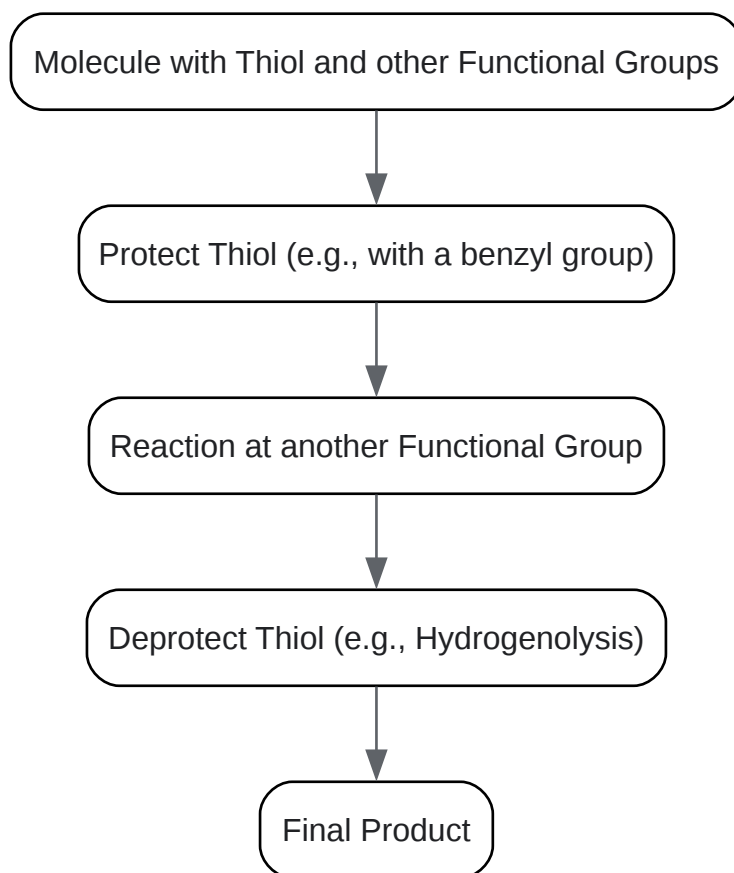 Molecule with Thiol and other Functional Groups
Protect Thiol (e.g., with a benzyl group)
Reaction at another Functional Group
Deprotect Thiol (e.g., Hydrogenolysis)
Final Product